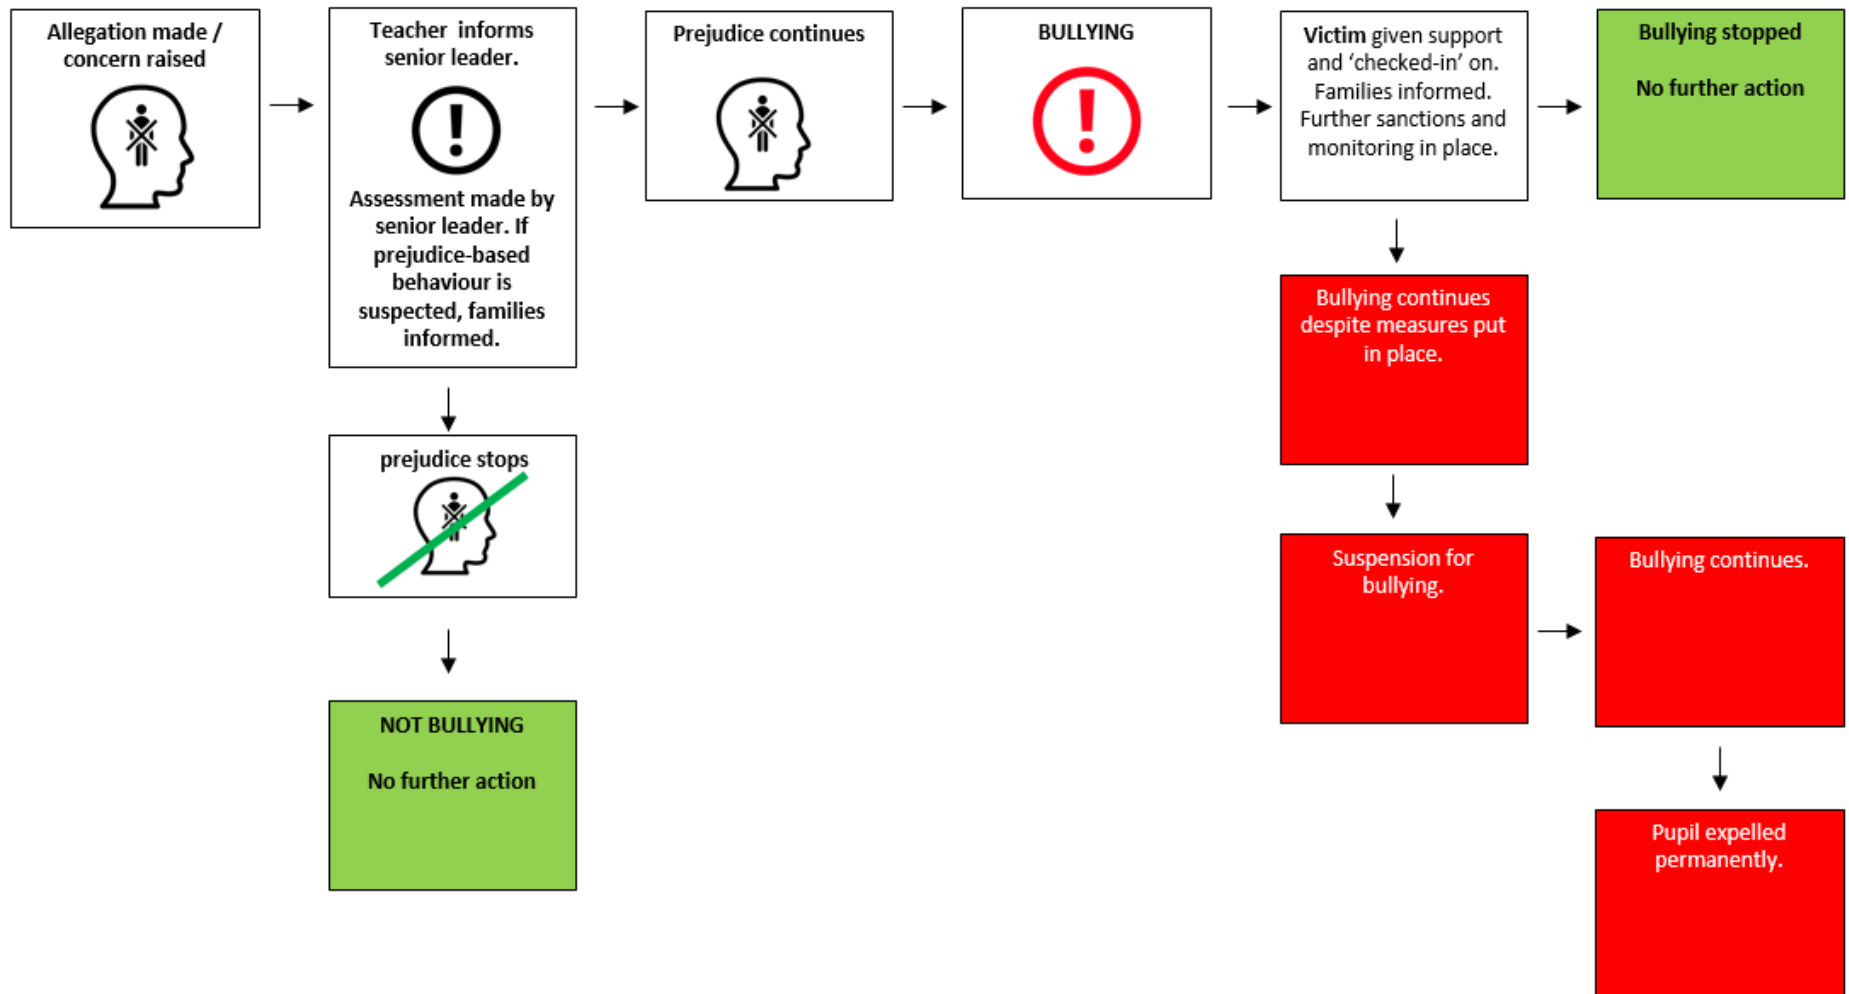 Allegation made /
concern raised
Teacher informs
senior leader.
Assessment made by
senior leader. If
prejudice-based
behaviour is
suspected, families
informed.
Prejudice continues
BULLYING
Victim given support
and ‘checked-in’ on.
Families informed.
Further sanctions and
monitoring in place.
Bullying stopped
No further action
prejudice stops
NOT BULLYING
No further action
Bullying continues
despite measures put
in place.
Suspension for
bullying.
Bullying continues.
Pupil expelled
permanently.